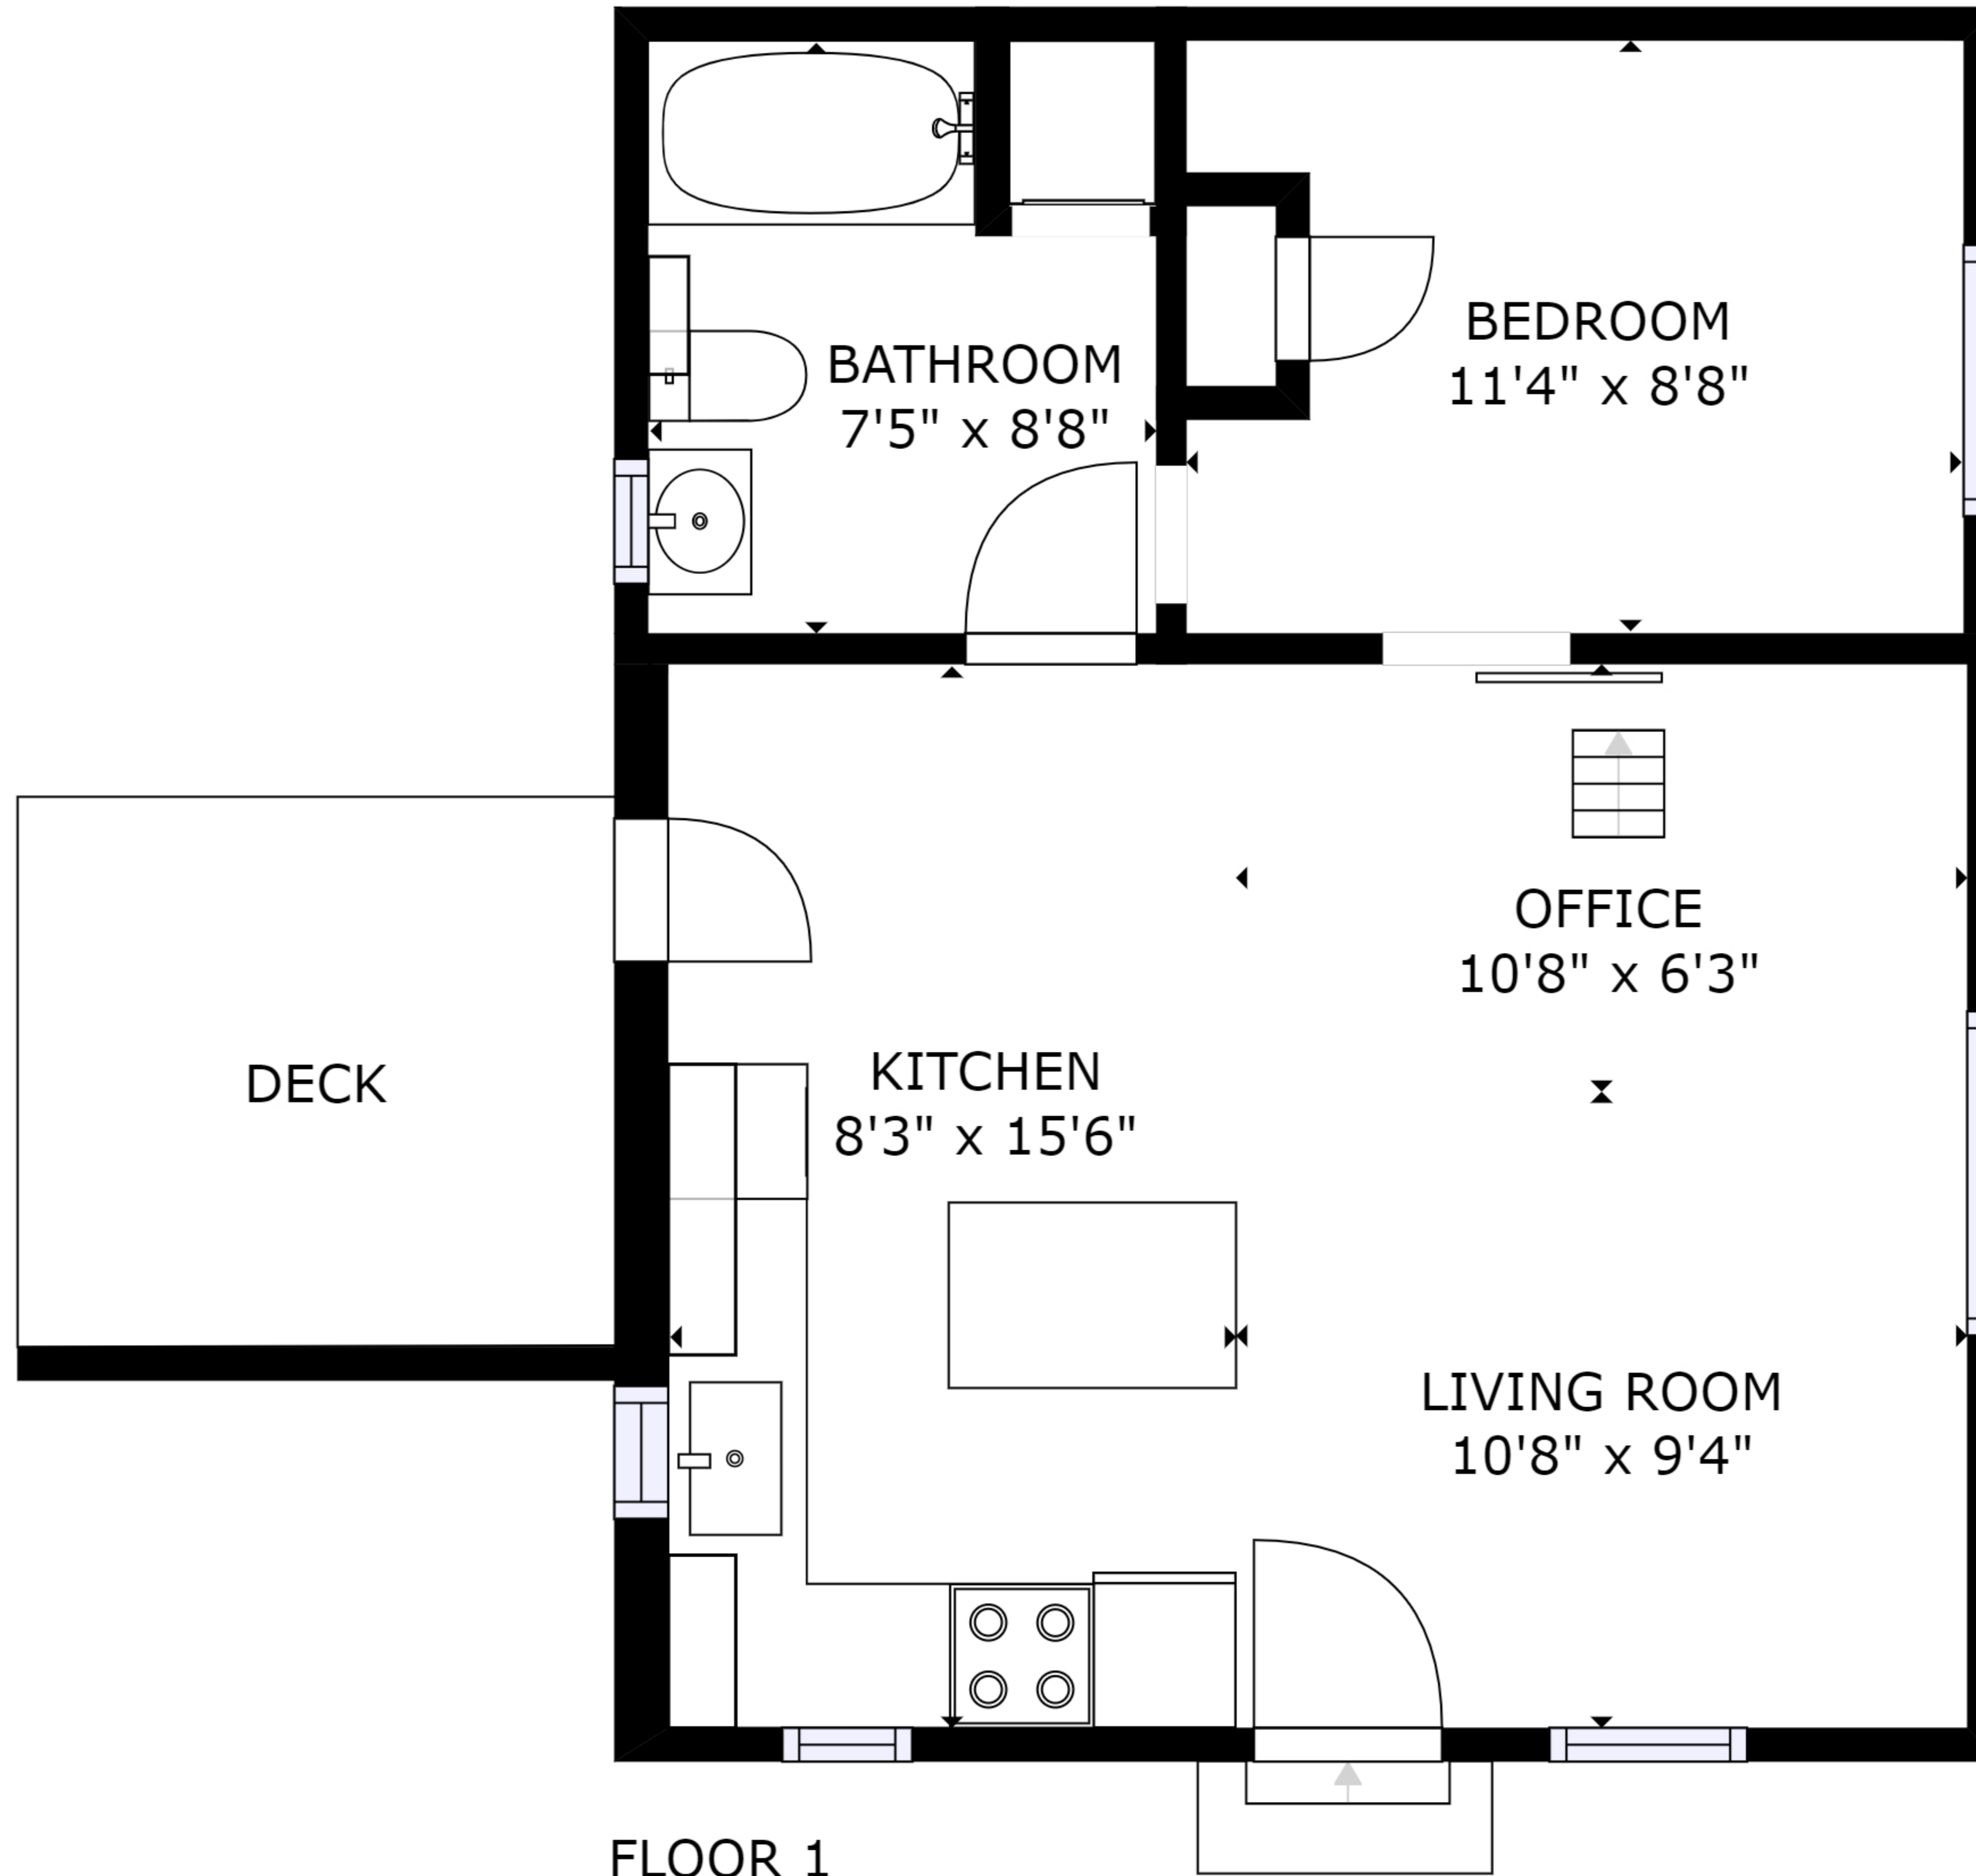 BATHROOM
7'5" x 8'8"
BEDROOM
11'4" x 8'8"
OFFICE
10'8" x 6'3"
DECK
KITCHEN
8'3" x 15'6"
LIVING ROOM
10'8" x 9'4"
FLOOR 1